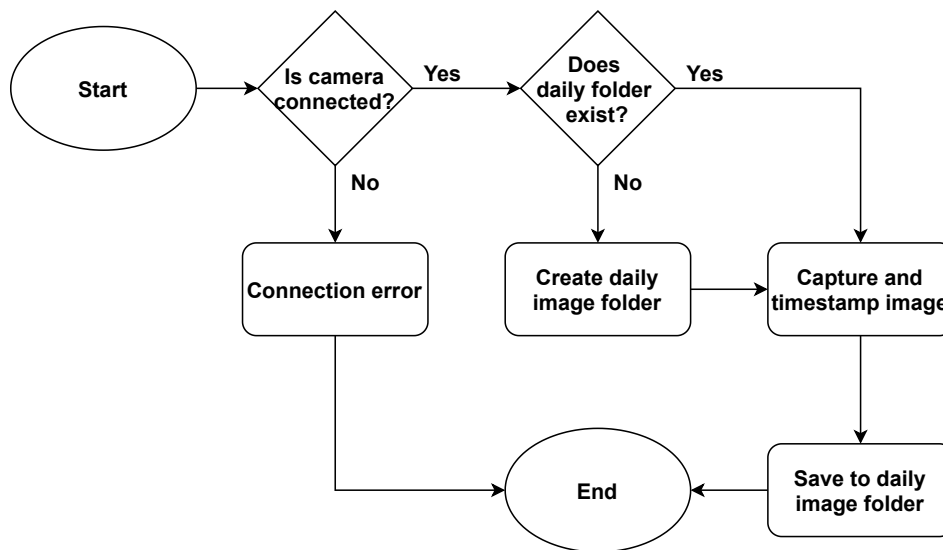 Start
Is camera
connected?
Yes
Does
daily folder
exist?
Yes
No
No
Connection error
Create daily
image folder
Capture and
timestamp image
End
Save to daily
image folder